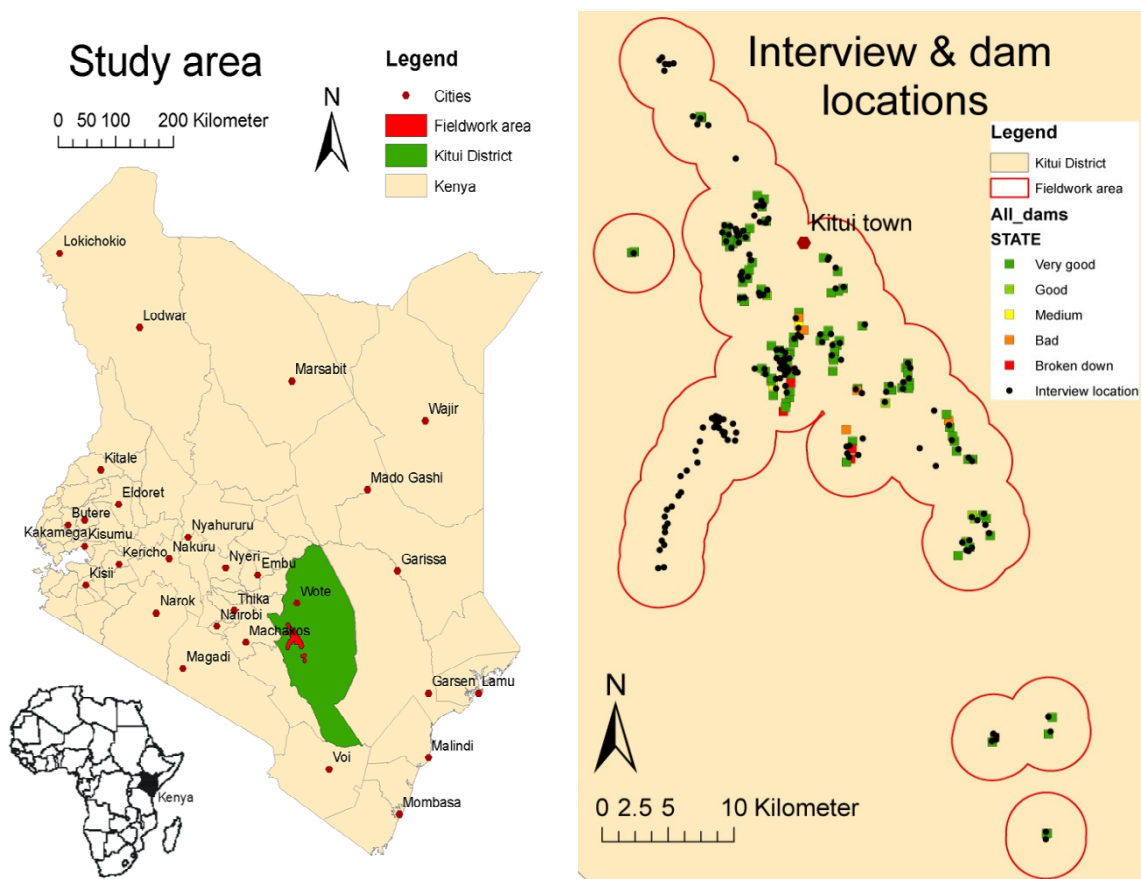 Study area
0 50 100 200 Kilometer
N
Legend
Cities
Fieldwork area
Kitui District
Kenya
Lokichokio
Lodwar
Marsabit
Wajir
Kitale
Mado Gashi
Eldoret
Butere
Kakamega
Kisumu
Nyahururu
Kericho
Nakuru
Nyeri
Embu
Garissa
Kisii
Narok
Thika
Wote
Nairobi
Machakos
Magadi
Garsen
Lamu
Malindi
Voi
Mombasa
Kenya
Interview & dam
locations
Legend
Kitui District
Fieldwork area
All_dams
STATE
Very good
Good
Medium
Bad
Broken down
Interview location
Kitui town
N
0 2.5 5 10 Kilometer